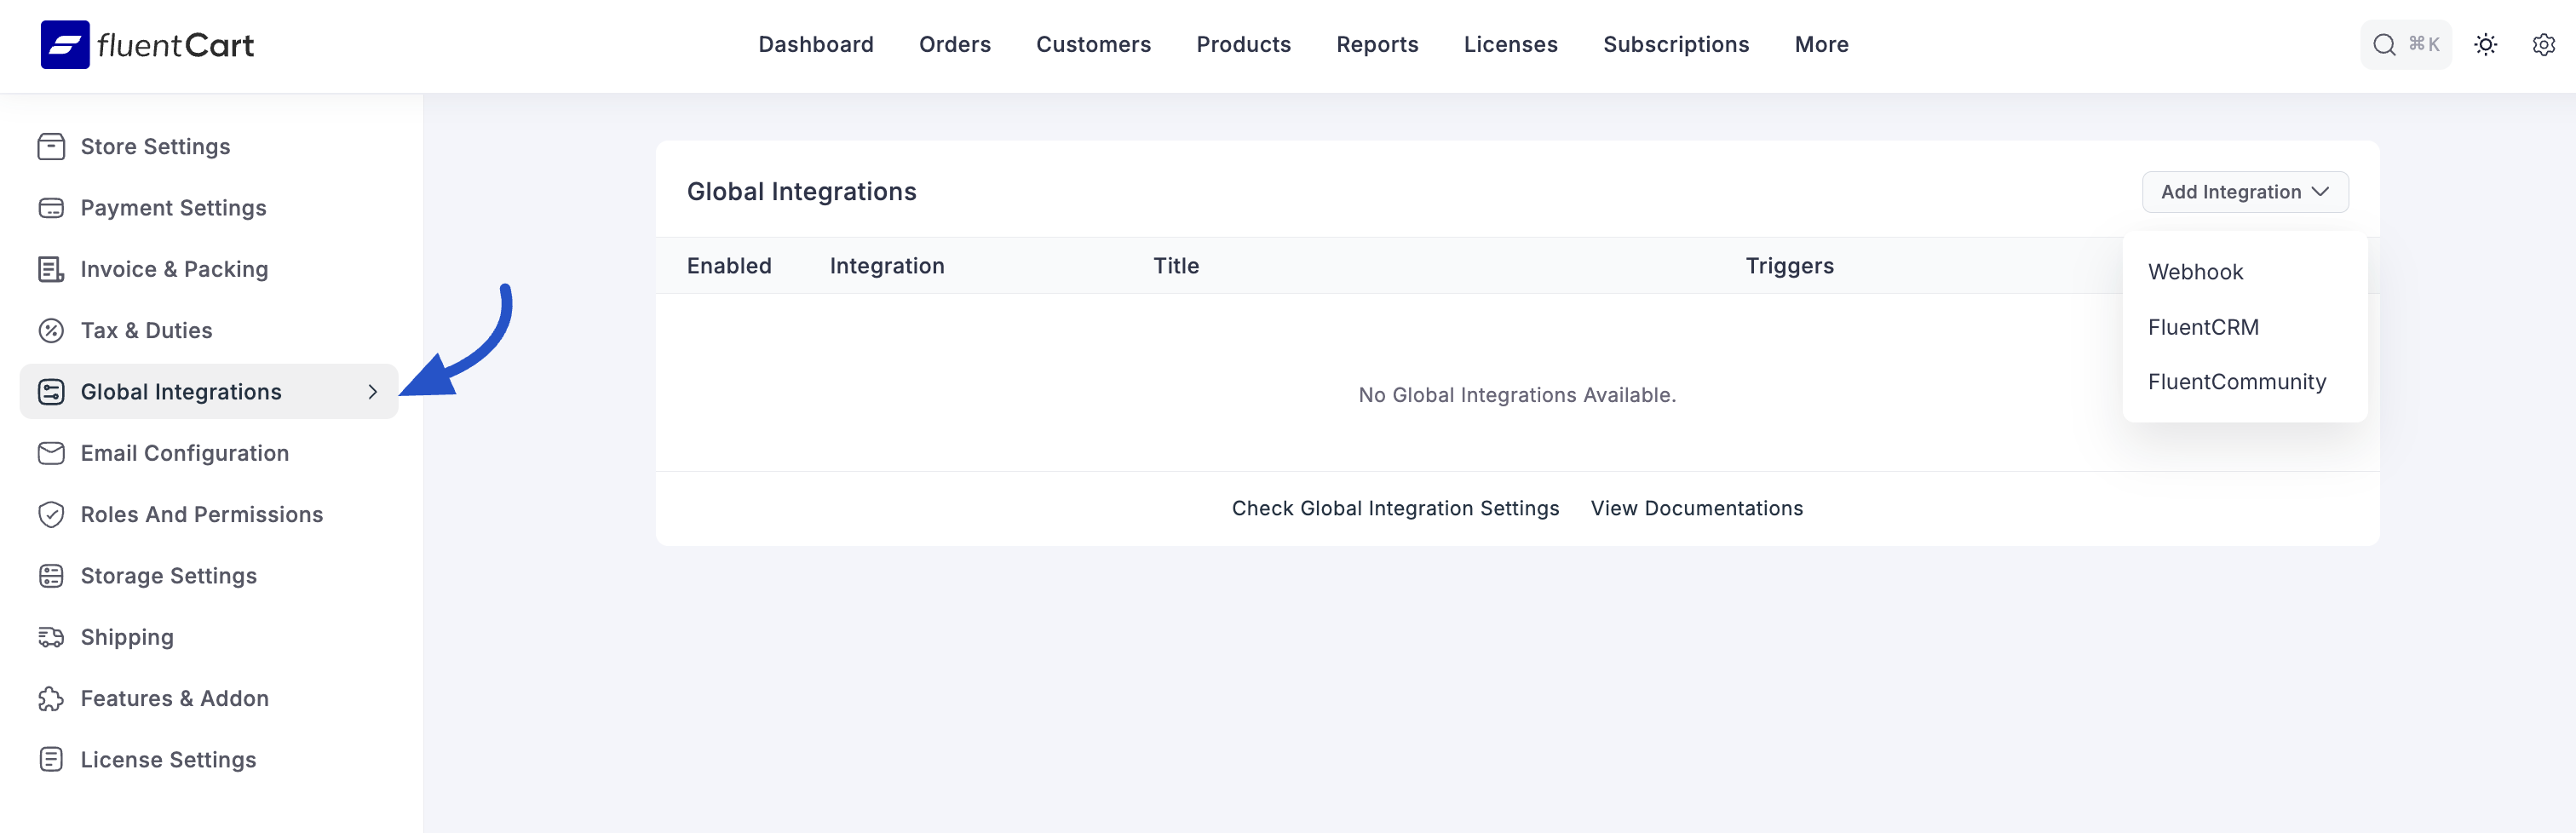 fluentCart
Dashboard Orders Customers Products Reports Licenses Subscriptions More
⌘K
Store Settings
Payment Settings
Invoice & Packing
Tax & Duties
Global Integrations
Email Configuration
Roles And Permissions
Storage Settings
Shipping
Features & Addon
License Settings
Global Integrations
Add Integration
Enabled Integration Title Triggers
Webhook
FluentCRM
FluentCommunity
No Global Integrations Available.
Check Global Integration Settings View Documentations